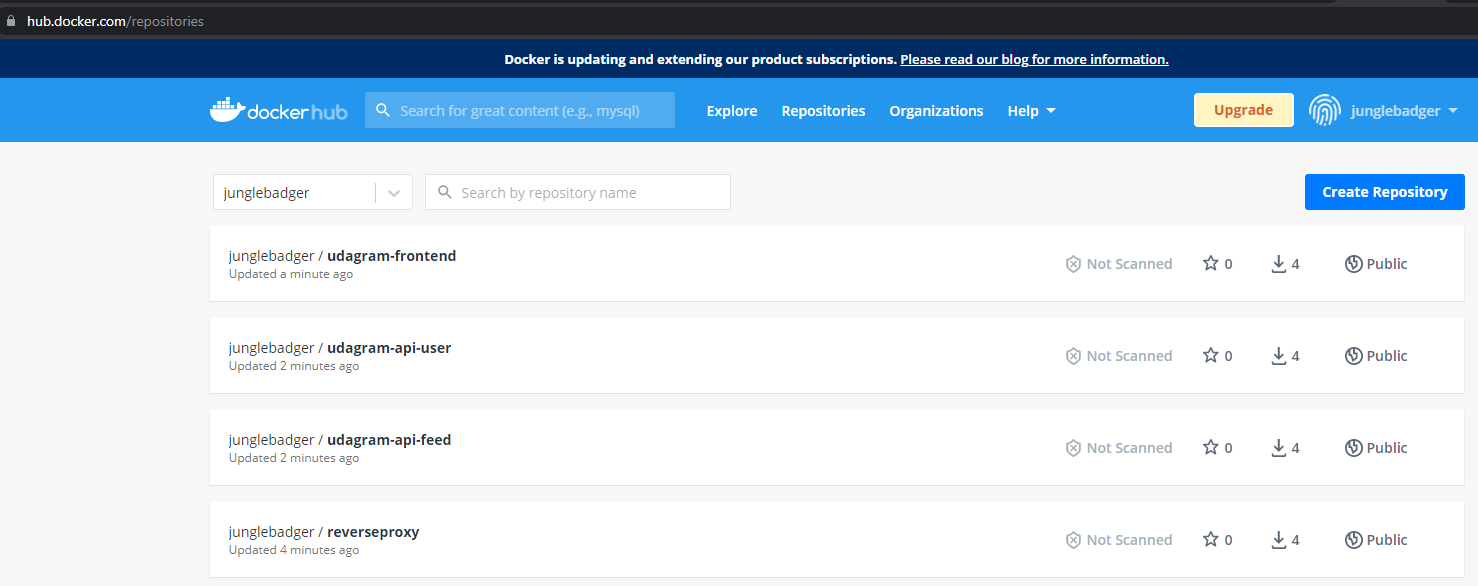 hub.docker.com/repositories
Docker is updating and extending our product subscriptions. Please read our blog for more information.
dockerhub Search for great content (e.g., mysql) Explore Repositories Organizations Help Upgrade junglebadger
junglebadger Search by repository name Create Repository
junglebadger / udagram-frontend Not Scanned 0 4 Public
Updated a minute ago
junglebadger / udagram-api-user Not Scanned 0 4 Public
Updated 2 minutes ago
junglebadger / udagram-api-feed Not Scanned 0 4 Public
Updated 2 minutes ago
junglebadger / reverseproxy Not Scanned 0 4 Public
Updated 4 minutes ago